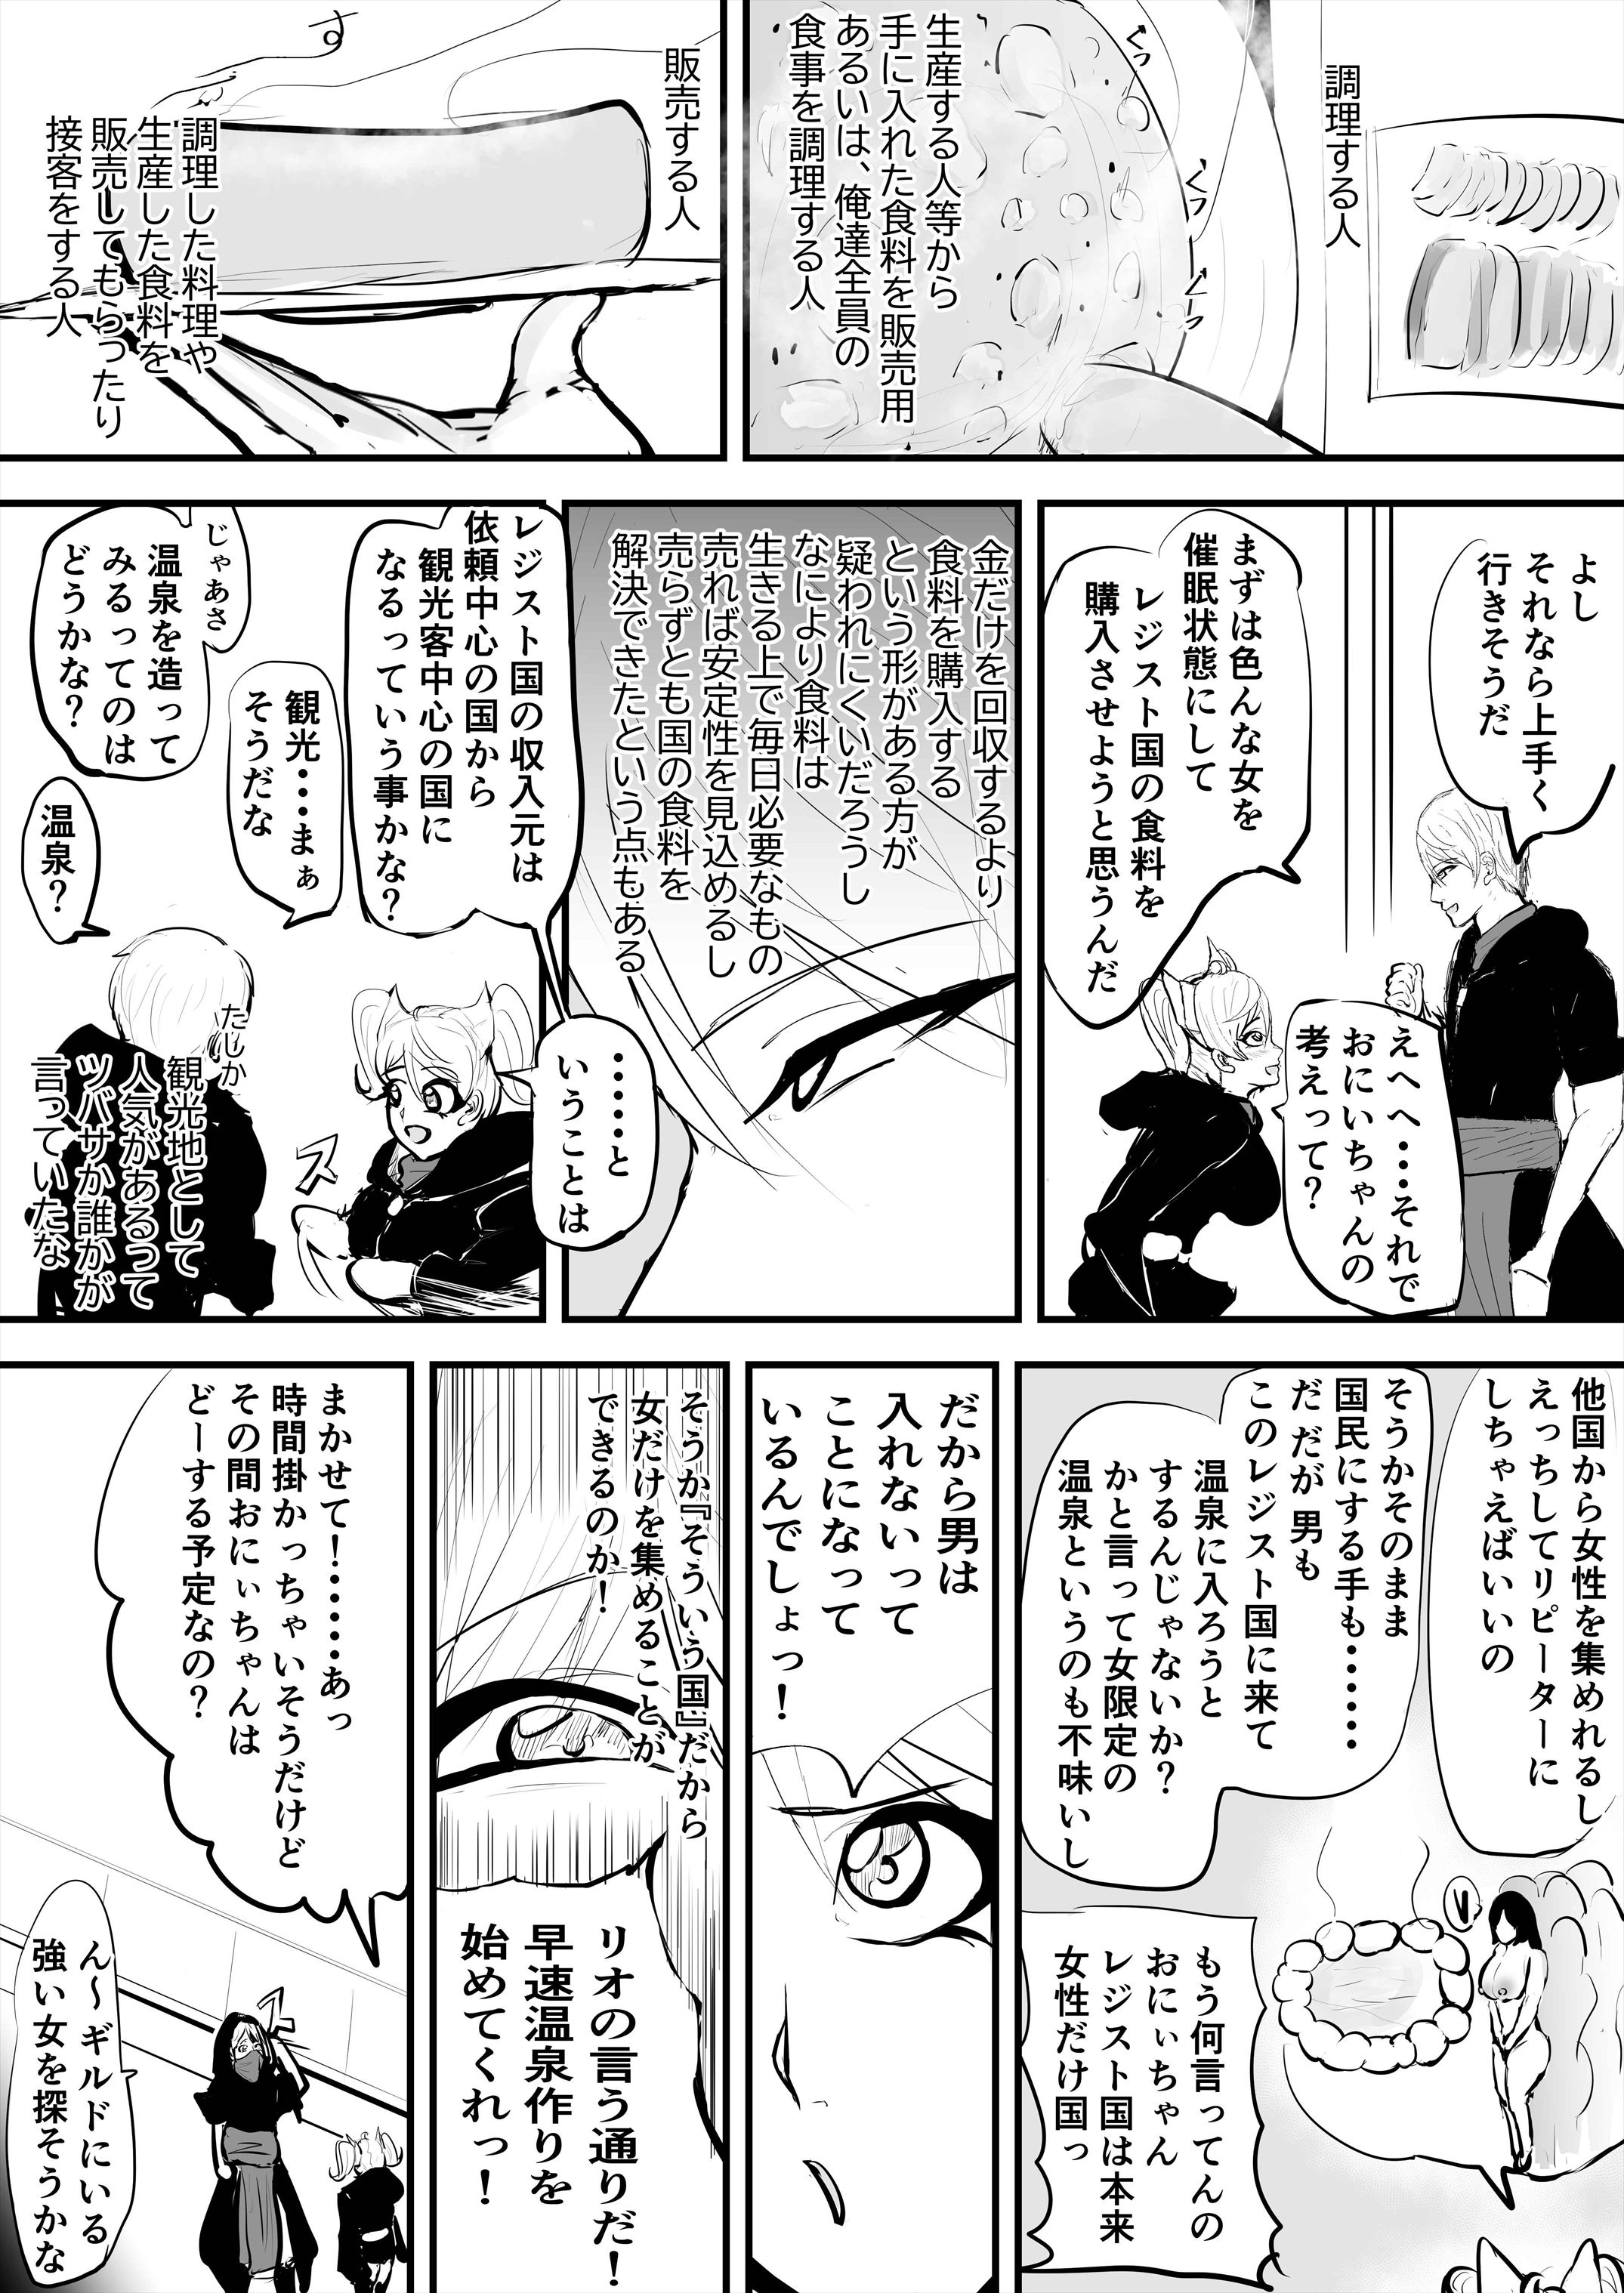 調理する人
生産する人等から
手に入れた食料を販売用
あるいは、俺達全員の
食事を調理する人
くっ
くっ
ぐーっ
販売する人
調理した料理や
生産した食料を
販売してもらったり
接客をする人
す
よし
それなら上手く
行きそうだ
えへへ・・・それで
おにいちゃんの
考えって？
まずは色んな女を
催眠状態にして
レジスト国の食料を
購入させようと思うんだ
金だけを回収するより
食料を購入する
という形がある方が
疑われにくいだろうし
なにより食料は
生きる上で毎日必要なもの
売れば安定性を見込めるし
売らずとも国の食料を
解決できたという点もある
・・・・・と
いうことは
レジスト国の収入元は
依頼中心の国から
観光客中心の国に
なるっていう事かな？
観光・・・まぁ
そうだな
じゃあさ
温泉を造って
みるってのは
どうかな？
温泉？
ス
たしか
観光地として
人気があるって
ツバサか誰かが
言っていたな
他国から女性を集めれるし
えっちしてリピーターに
しちゃえばいいの
そうかそのまま
国民にする手も・・・・・・
だ だが 男も
このレジスト国に来て
温泉に入ろうと
するんじゃないか？
かと言って女限定の
温泉というのも不味いし
もう何言ってんの
おにぃちゃん
レジスト国は本来
女性だけ国っ
だから男は
入れないって
ことになって
いるんでしょっ！
そうか『そういう国』だから
女だけを集めることが
できるのか！
リオの言う通りだ！
早速温泉作りを
始めてくれっ！
まかせて！・・・・・・あっ
時間掛かっちゃいそうだけど
その間おにぃちゃんは
どーする予定なの？
ん～ギルドにいる
強い女を探そうかな